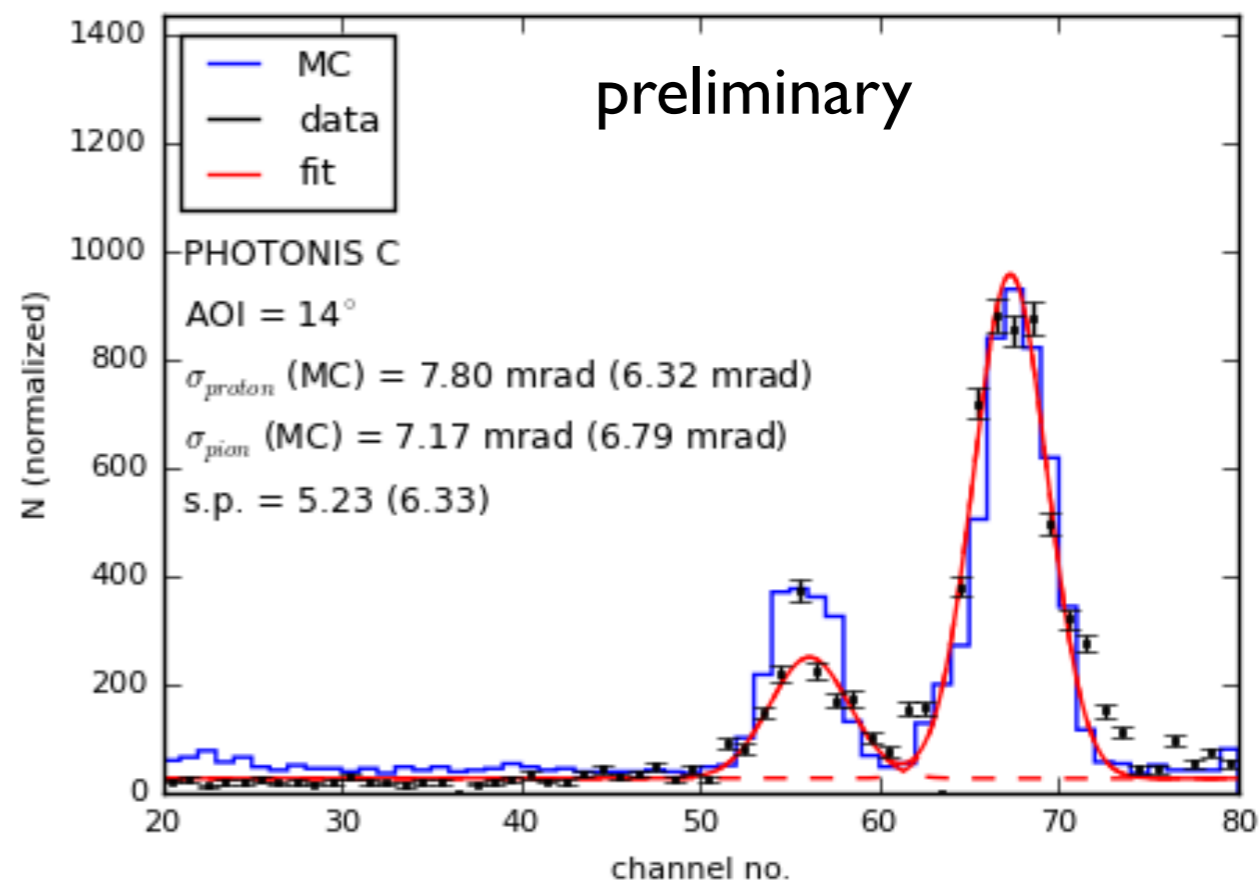 preliminary
MC
data
fit
PHOTONIS C
AOI = 14°
σ_proton (MC) = 7.80 mrad (6.32 mrad)
σ_pion (MC) = 7.17 mrad (6.79 mrad)
s.p. = 5.23 (6.33)
N (normalized)
1400
1200
1000
800
600
400
200
0
20 30 40 50 60 70 80
channel no.